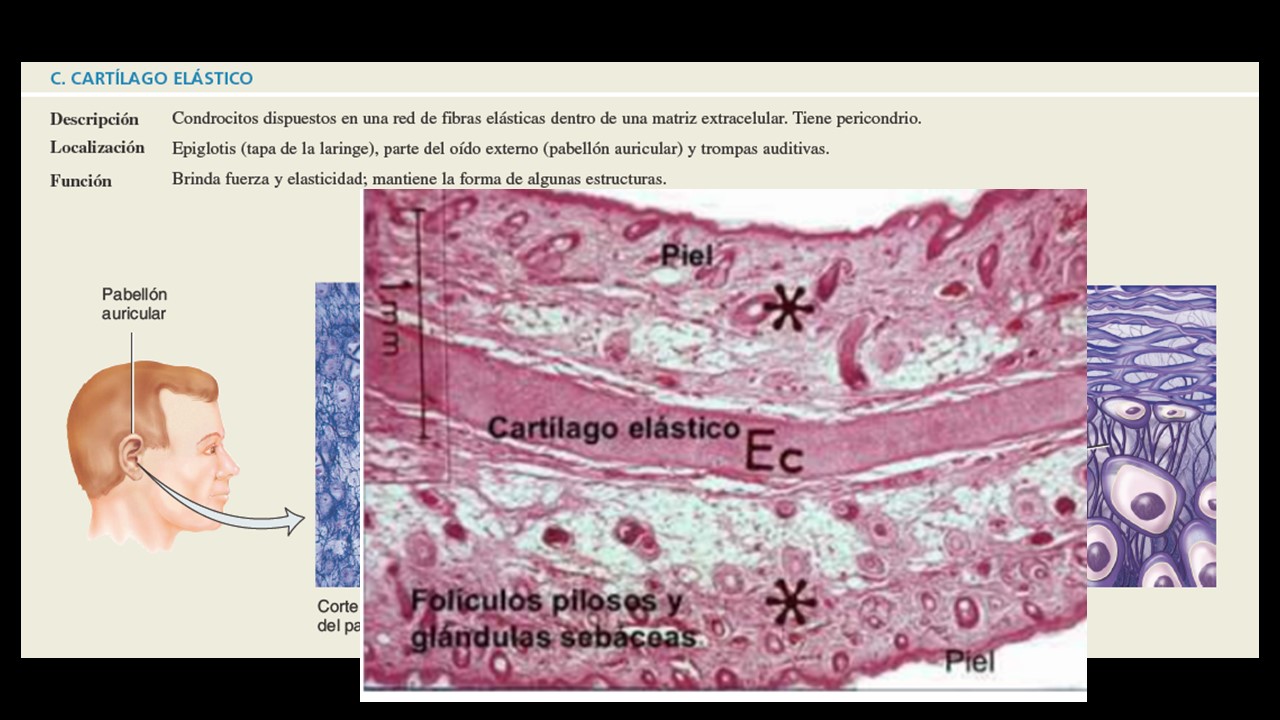 C. CARTÍLAGO ELÁSTICO
Descripción Condrocitos dispuestos en una red de fibras elásticas dentro de una matriz extracelular. Tiene pericondrio.
Localización Epiglotis (tapa de la laringe), parte del oído externo (pabellón auricular) y trompas auditivas.
Función Brinda fuerza y elasticidad; mantiene la forma de algunas estructuras.
Pabellón
auricular
Corte
del pa
1mm
Piel
*
Cartílago elástico
Ec
Folículos pilosos y
glándulas sebáceas
*
Piel